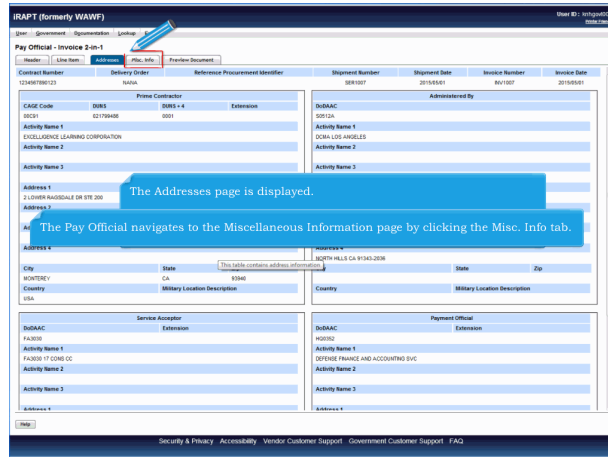 iRAPT (formerly WAWF)
User ID :
User Government Documentation Lookup
Pay Official - Invoice 2-in-1
Header Line Item Addresses Misc. Info Preview Document
Contract Number Delivery Order Reference Procurement Identifier Shipment Number Shipment Date Invoice Number Invoice Date
1234567890123 NANA SER1007 2015/05/01 INV1007 2015/05/01
Prime Contractor
CAGE Code DUNS DUNS + 4 Extension
00C91 021799486 0001
Activity Name 1
EXCELLIGENCE LEARNING CORPORATION
Activity Name 2
Activity Name 3
Address 1
2 LOWER RAGSDALE DR STE 200
Address 2
Address 4
City State
MONTEREY CA 93940
Country Military Location Description
USA
Administered By
DoDAAC
S0512A
Activity Name 1
DCMA LOS ANGELES
Activity Name 2
Activity Name 3
Address 4
NORTH HILLS CA 91343-2036
State Zip
Country Military Location Description
The Addresses page is displayed.
The Pay Official navigates to the Miscellaneous Information page by clicking the Misc. Info tab.
This table contains address information
Service Acceptor
DoDAAC Extension
FA3030
Activity Name 1
FA3030 17 CONS CC
Activity Name 2
Activity Name 3
Address 1
Payment Official
DoDAAC Extension
HQ0352
Activity Name 1
DEFENSE FINANCE AND ACCOUNTING SVC
Activity Name 2
Activity Name 3
Address 1
Help
Security & Privacy Accessibility Vendor Customer Support Government Customer Support FAQ